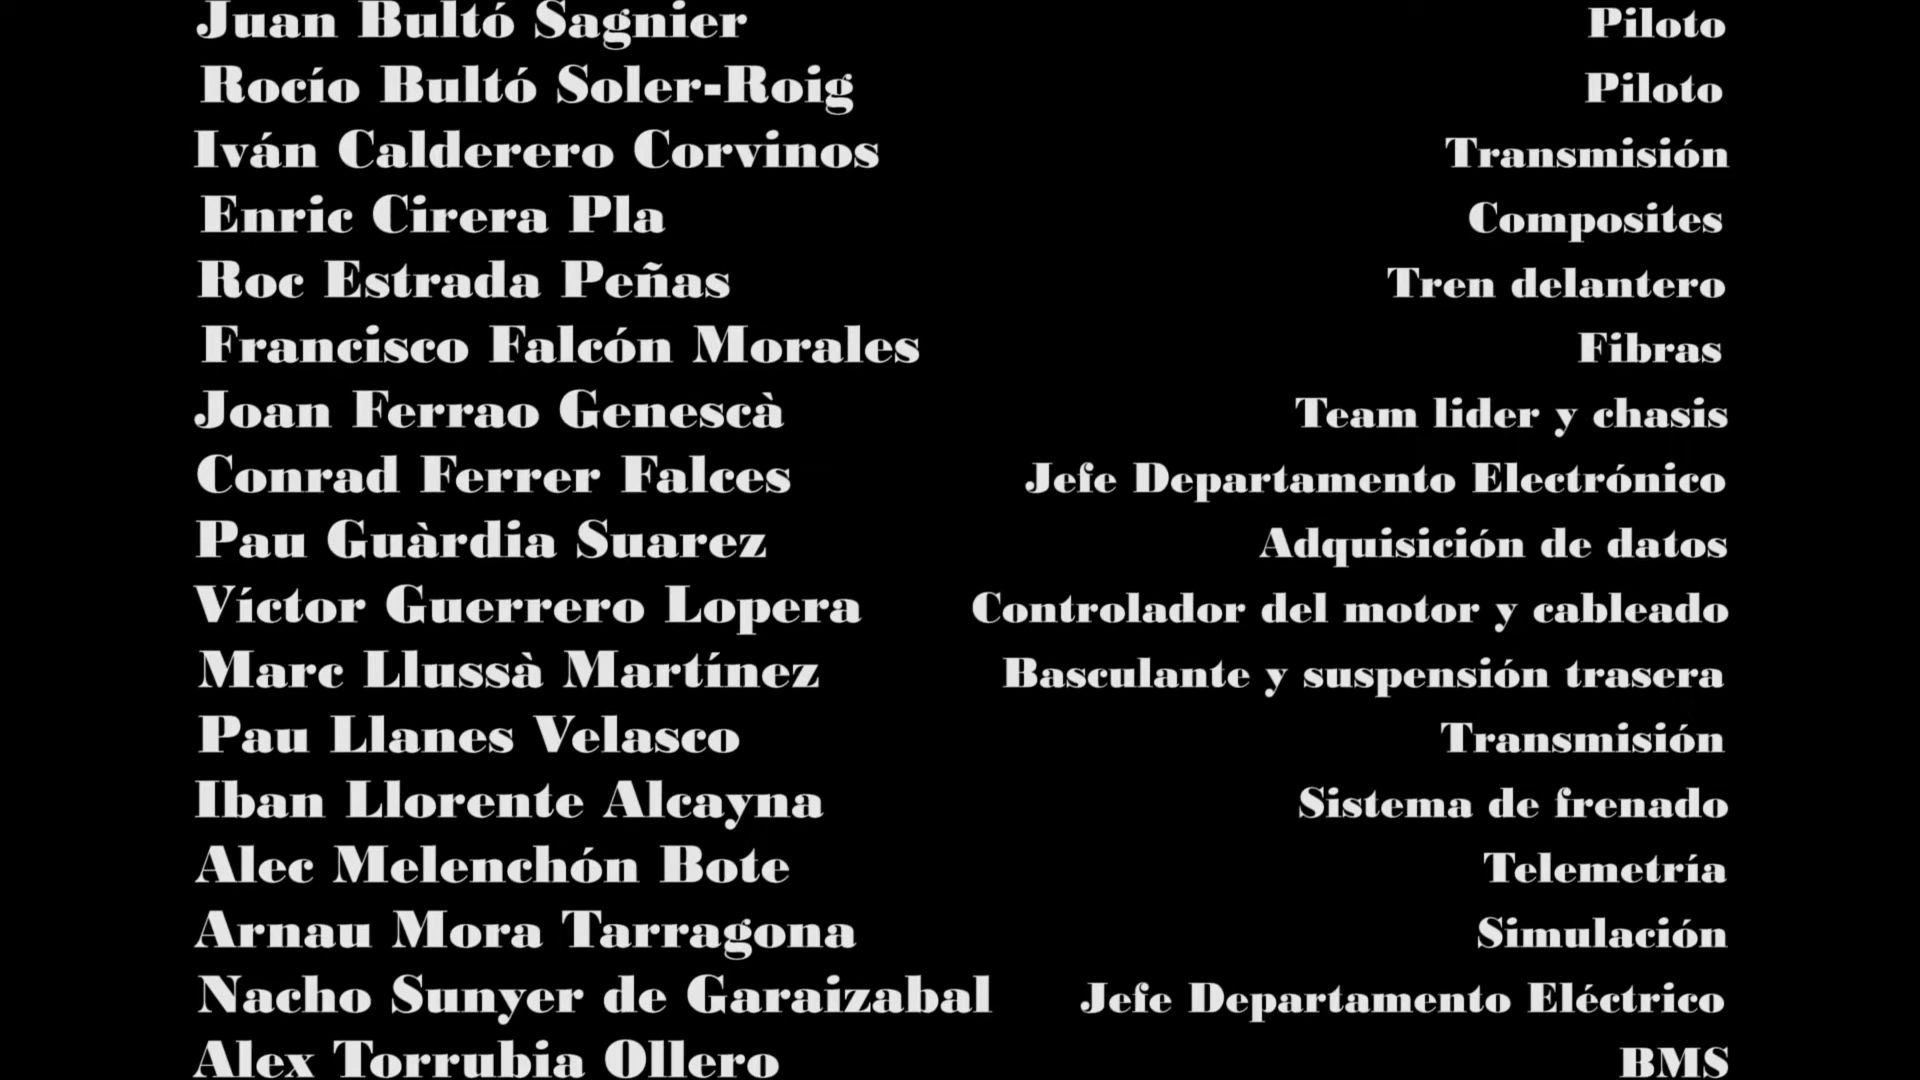 Juan Bultó Sagnier Piloto
Rocío Bultó Soler-Roig Piloto
Iván Calderero Corvinos Transmisión
Enric Cirera Pla Composites
Roc Estrada Peñas Tren delantero
Francisco Falcón Morales Fibras
Joan Ferrao Genescà Team lider y chasis
Conrad Ferrer Falces Jefe Departamento Electrónico
Pau Guàrdia Suarez Adquisición de datos
Víctor Guerrero Lopera Controlador del motor y cableado
Marc Llussà Martínez Basculante y suspensión trasera
Pau Llanes Velasco Transmisión
Iban Llorente Alcayna Sistema de frenado
Alec Melenchón Bote Telemetría
Arnau Mora Tarragona Simulación
Nacho Sunyer de Garaizabal Jefe Departamento Eléctrico
Alex Torrubia Ollero BMS